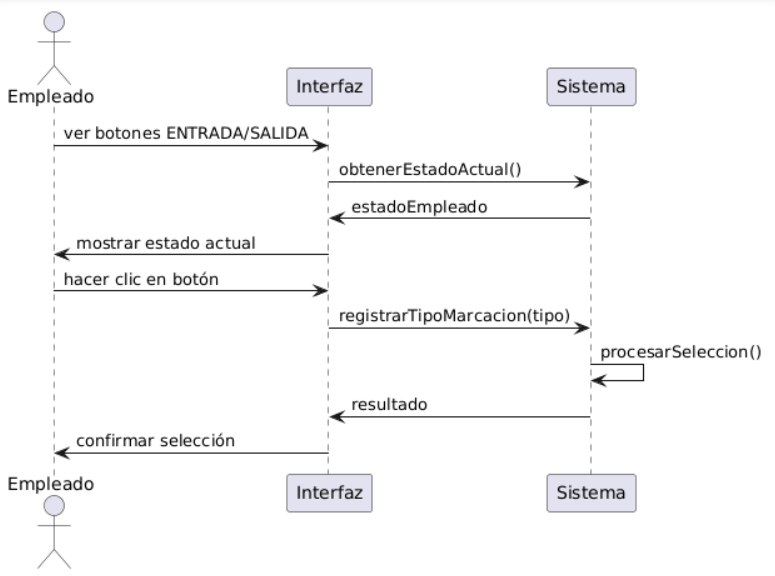 Empleado
Interfaz
Sistema
ver botones ENTRADA/SALIDA
obtenerEstadoActual()
estadoEmpleado
mostrar estado actual
hacer clic en botón
registrarTipoMarcacion(tipo)
procesarSeleccion()
resultado
confirmar selección
Empleado
Interfaz
Sistema